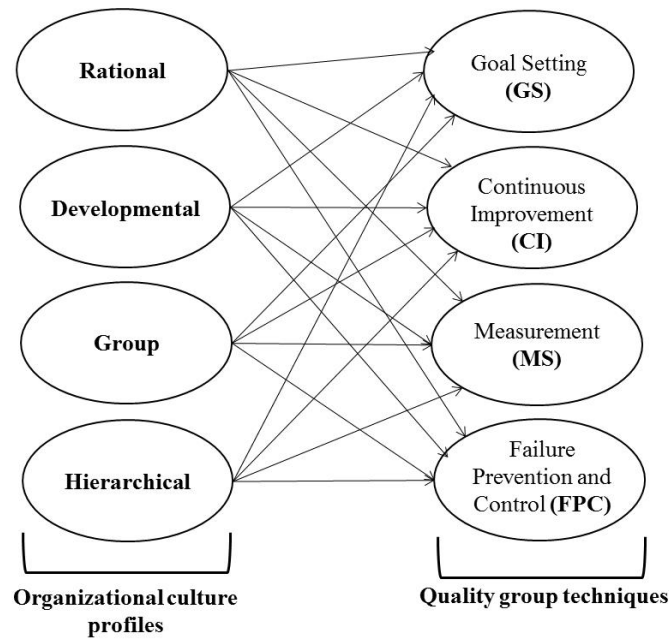 Rational
Developmental
Group
Hierarchical
Organizational culture
profiles
Goal Setting
(GS)
Continuous
Improvement
(CI)
Measurement
(MS)
Failure
Prevention and
Control (FPC)
Quality group techniques